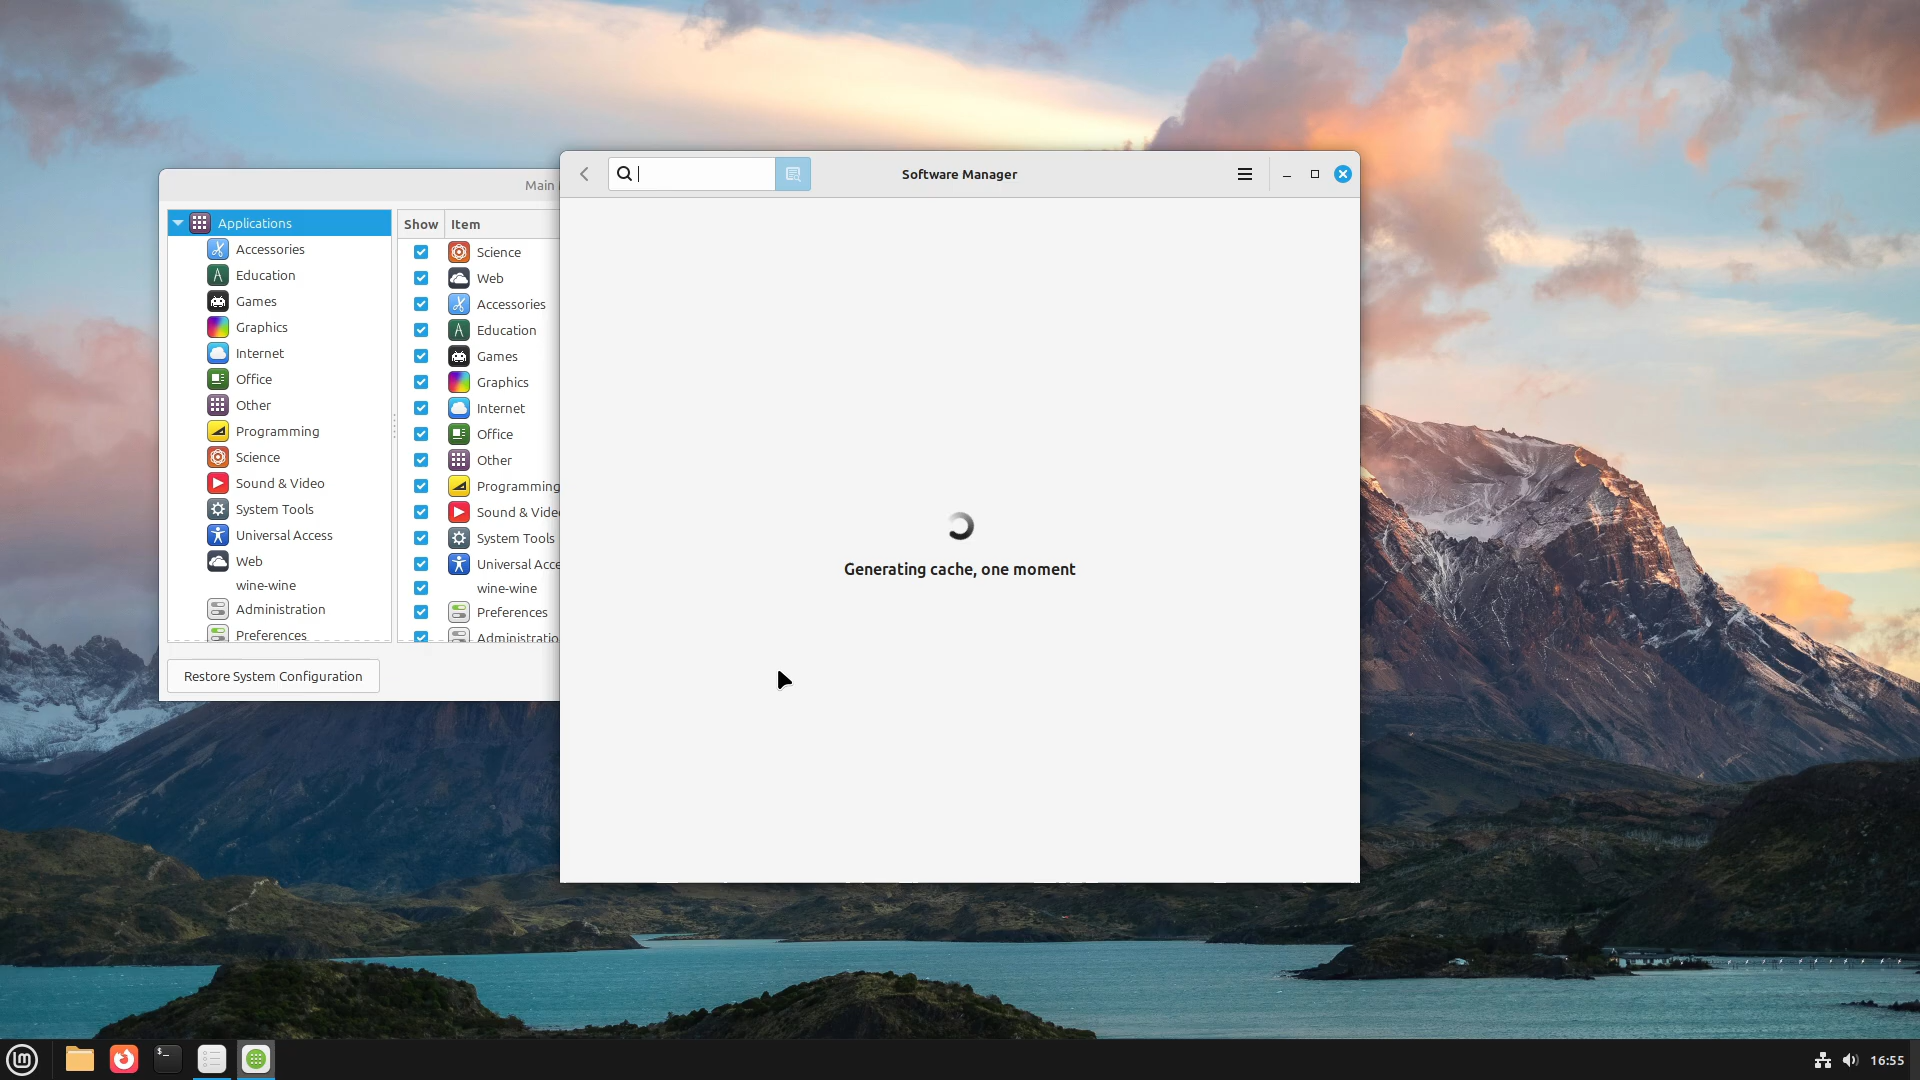 Software Manager
Main
Applications
Accessories
Education
Games
Graphics
Internet
Office
Other
Programming
Science
Sound & Video
System Tools
Universal Access
Web
wine-wine
Administration
Preferences
Show Item
Science
Web
Accessories
Education
Games
Graphics
Internet
Office
Other
Programming
Sound & Vide
System Tools
Universal Acce
wine-wine
Preferences
Administratio
Restore System Configuration
Generating cache, one moment
16:55